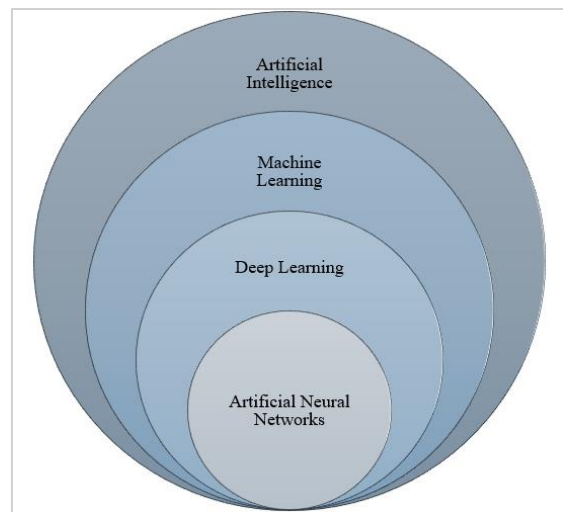 Artificial
Intelligence
Machine
Learning
Deep Learning
Artificial Neural
Networks